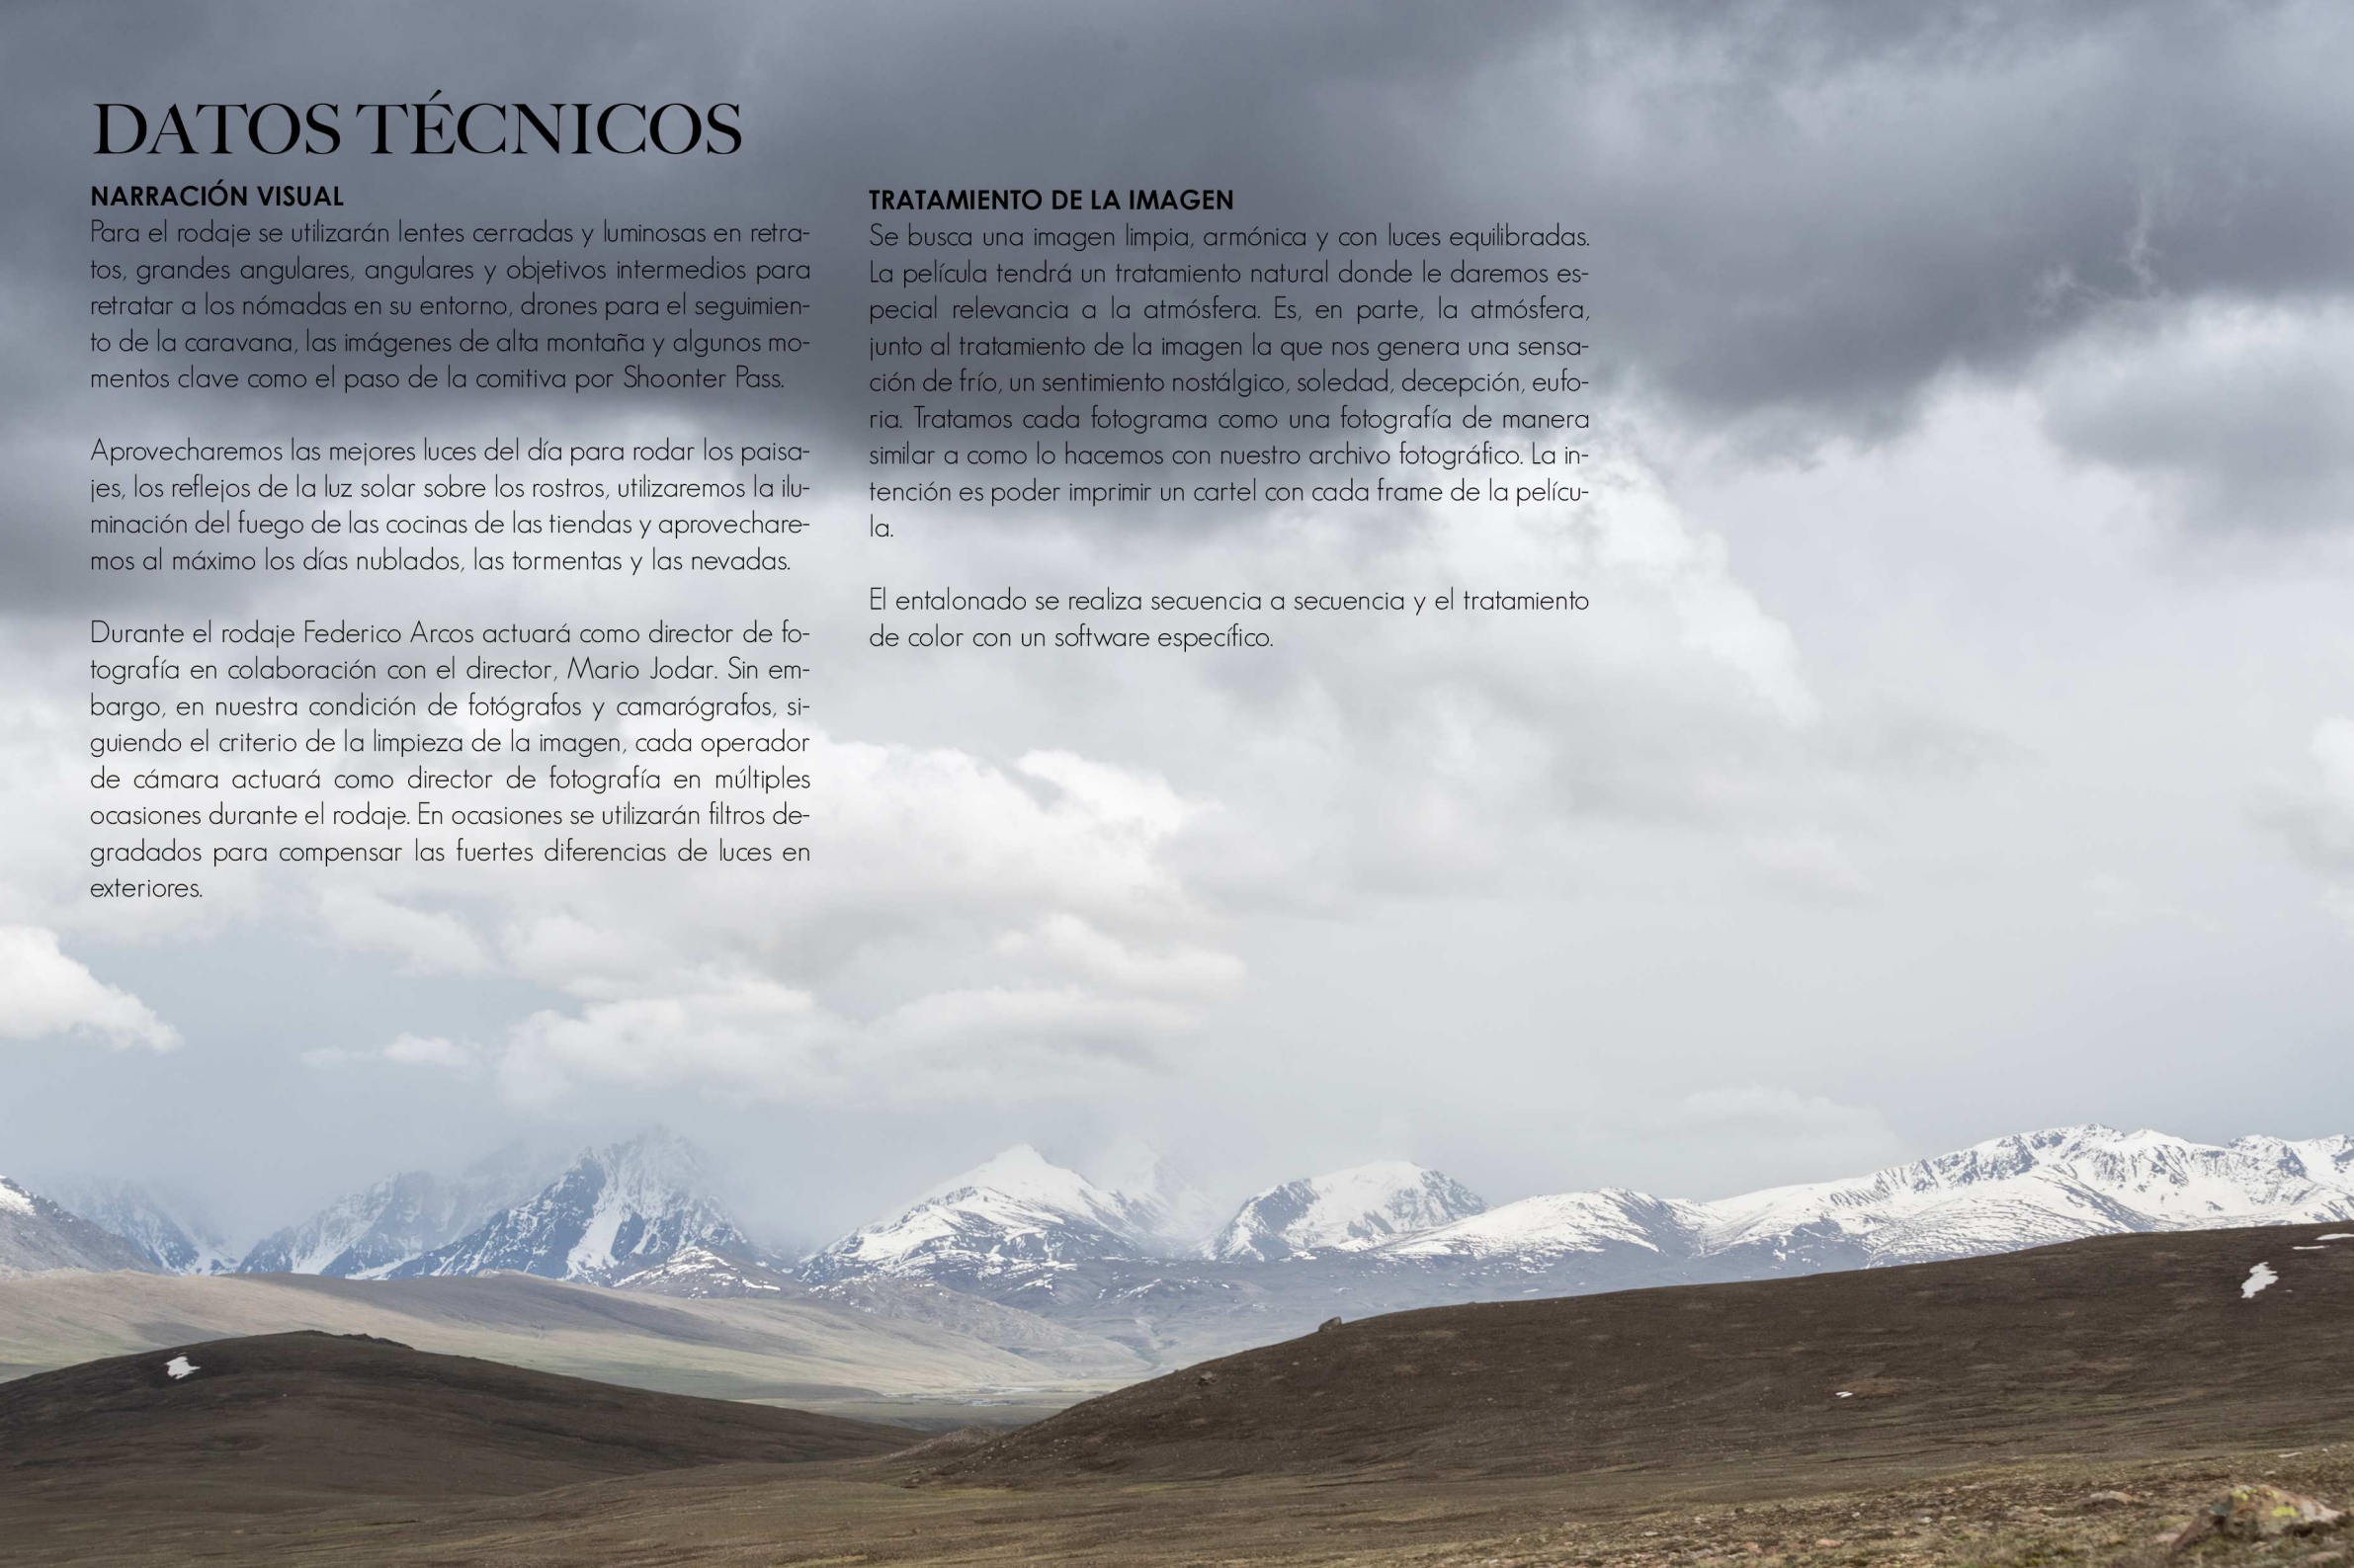 DATOS TÉCNICOS
NARRACIÓN VISUAL
Para el rodaje se utilizarán lentes cerradas y luminosas en retra-
tos, grandes angulares, angulares y objetivos intermedios para
retratar a los nómadas en su entorno, drones para el seguimien-
to de la caravana, las imágenes de alta montaña y algunos mo-
mentos clave como el paso de la comitiva por Shoonter Pass.
Aprovecharemos las mejores luces del día para rodar los paisa-
jes, los reflejos de la luz solar sobre los rostros, utilizaremos la ilu-
minación del fuego de las cocinas de las tiendas y aprovechare-
mos al máximo los días nublados, las tormentas y las nevadas.
Durante el rodaje Federico Arcos actuará como director de fo-
tografía en colaboración con el director, Mario Jodar. Sin em-
bargo, en nuestra condición de fotógrafos y camarógrafos, si-
guiendo el criterio de la limpieza de la imagen, cada operador
de cámara actuará como director de fotografía en múltiples
ocasiones durante el rodaje. En ocasiones se utilizarán filtros de-
gradados para compensar las fuertes diferencias de luces en
exteriores.
TRATAMIENTO DE LA IMAGEN
Se busca una imagen limpia, armónica y con luces equilibradas.
La película tendrá un tratamiento natural donde le daremos es-
pecial relevancia a la atmósfera. Es, en parte, la atmósfera,
junto al tratamiento de la imagen la que nos genera una sensa-
ción de frío, un sentimiento nostálgico, soledad, decepción, eufo-
ria. Tratamos cada fotograma como una fotografía de manera
similar a como lo hacemos con nuestro archivo fotográfico. La in-
tención es poder imprimir un cartel con cada frame de la pelícu-
la.
El entalonado se realiza secuencia a secuencia y el tratamiento
de color con un software específico.